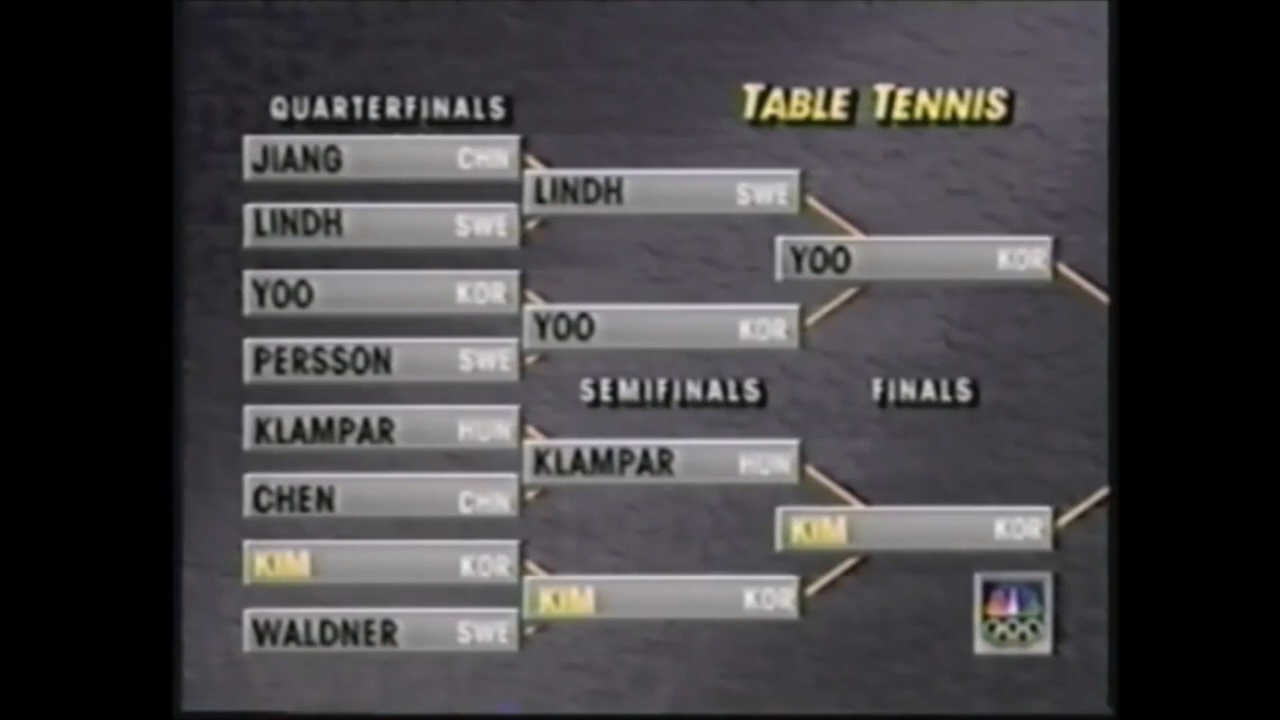 TABLE TENNIS
QUARTERFINALS
JIANG CHN
LINDH SWE
YOO KOR
PERSSON SWE
KLAMPAR HUN
CHEN CHN
KIM KOR
WALDNER SWE
LINDH SWE
YOO KOR
SEMIFINALS
KLAMPAR HUN
KIM KOR
YOO KOR
FINALS
KIM KOR